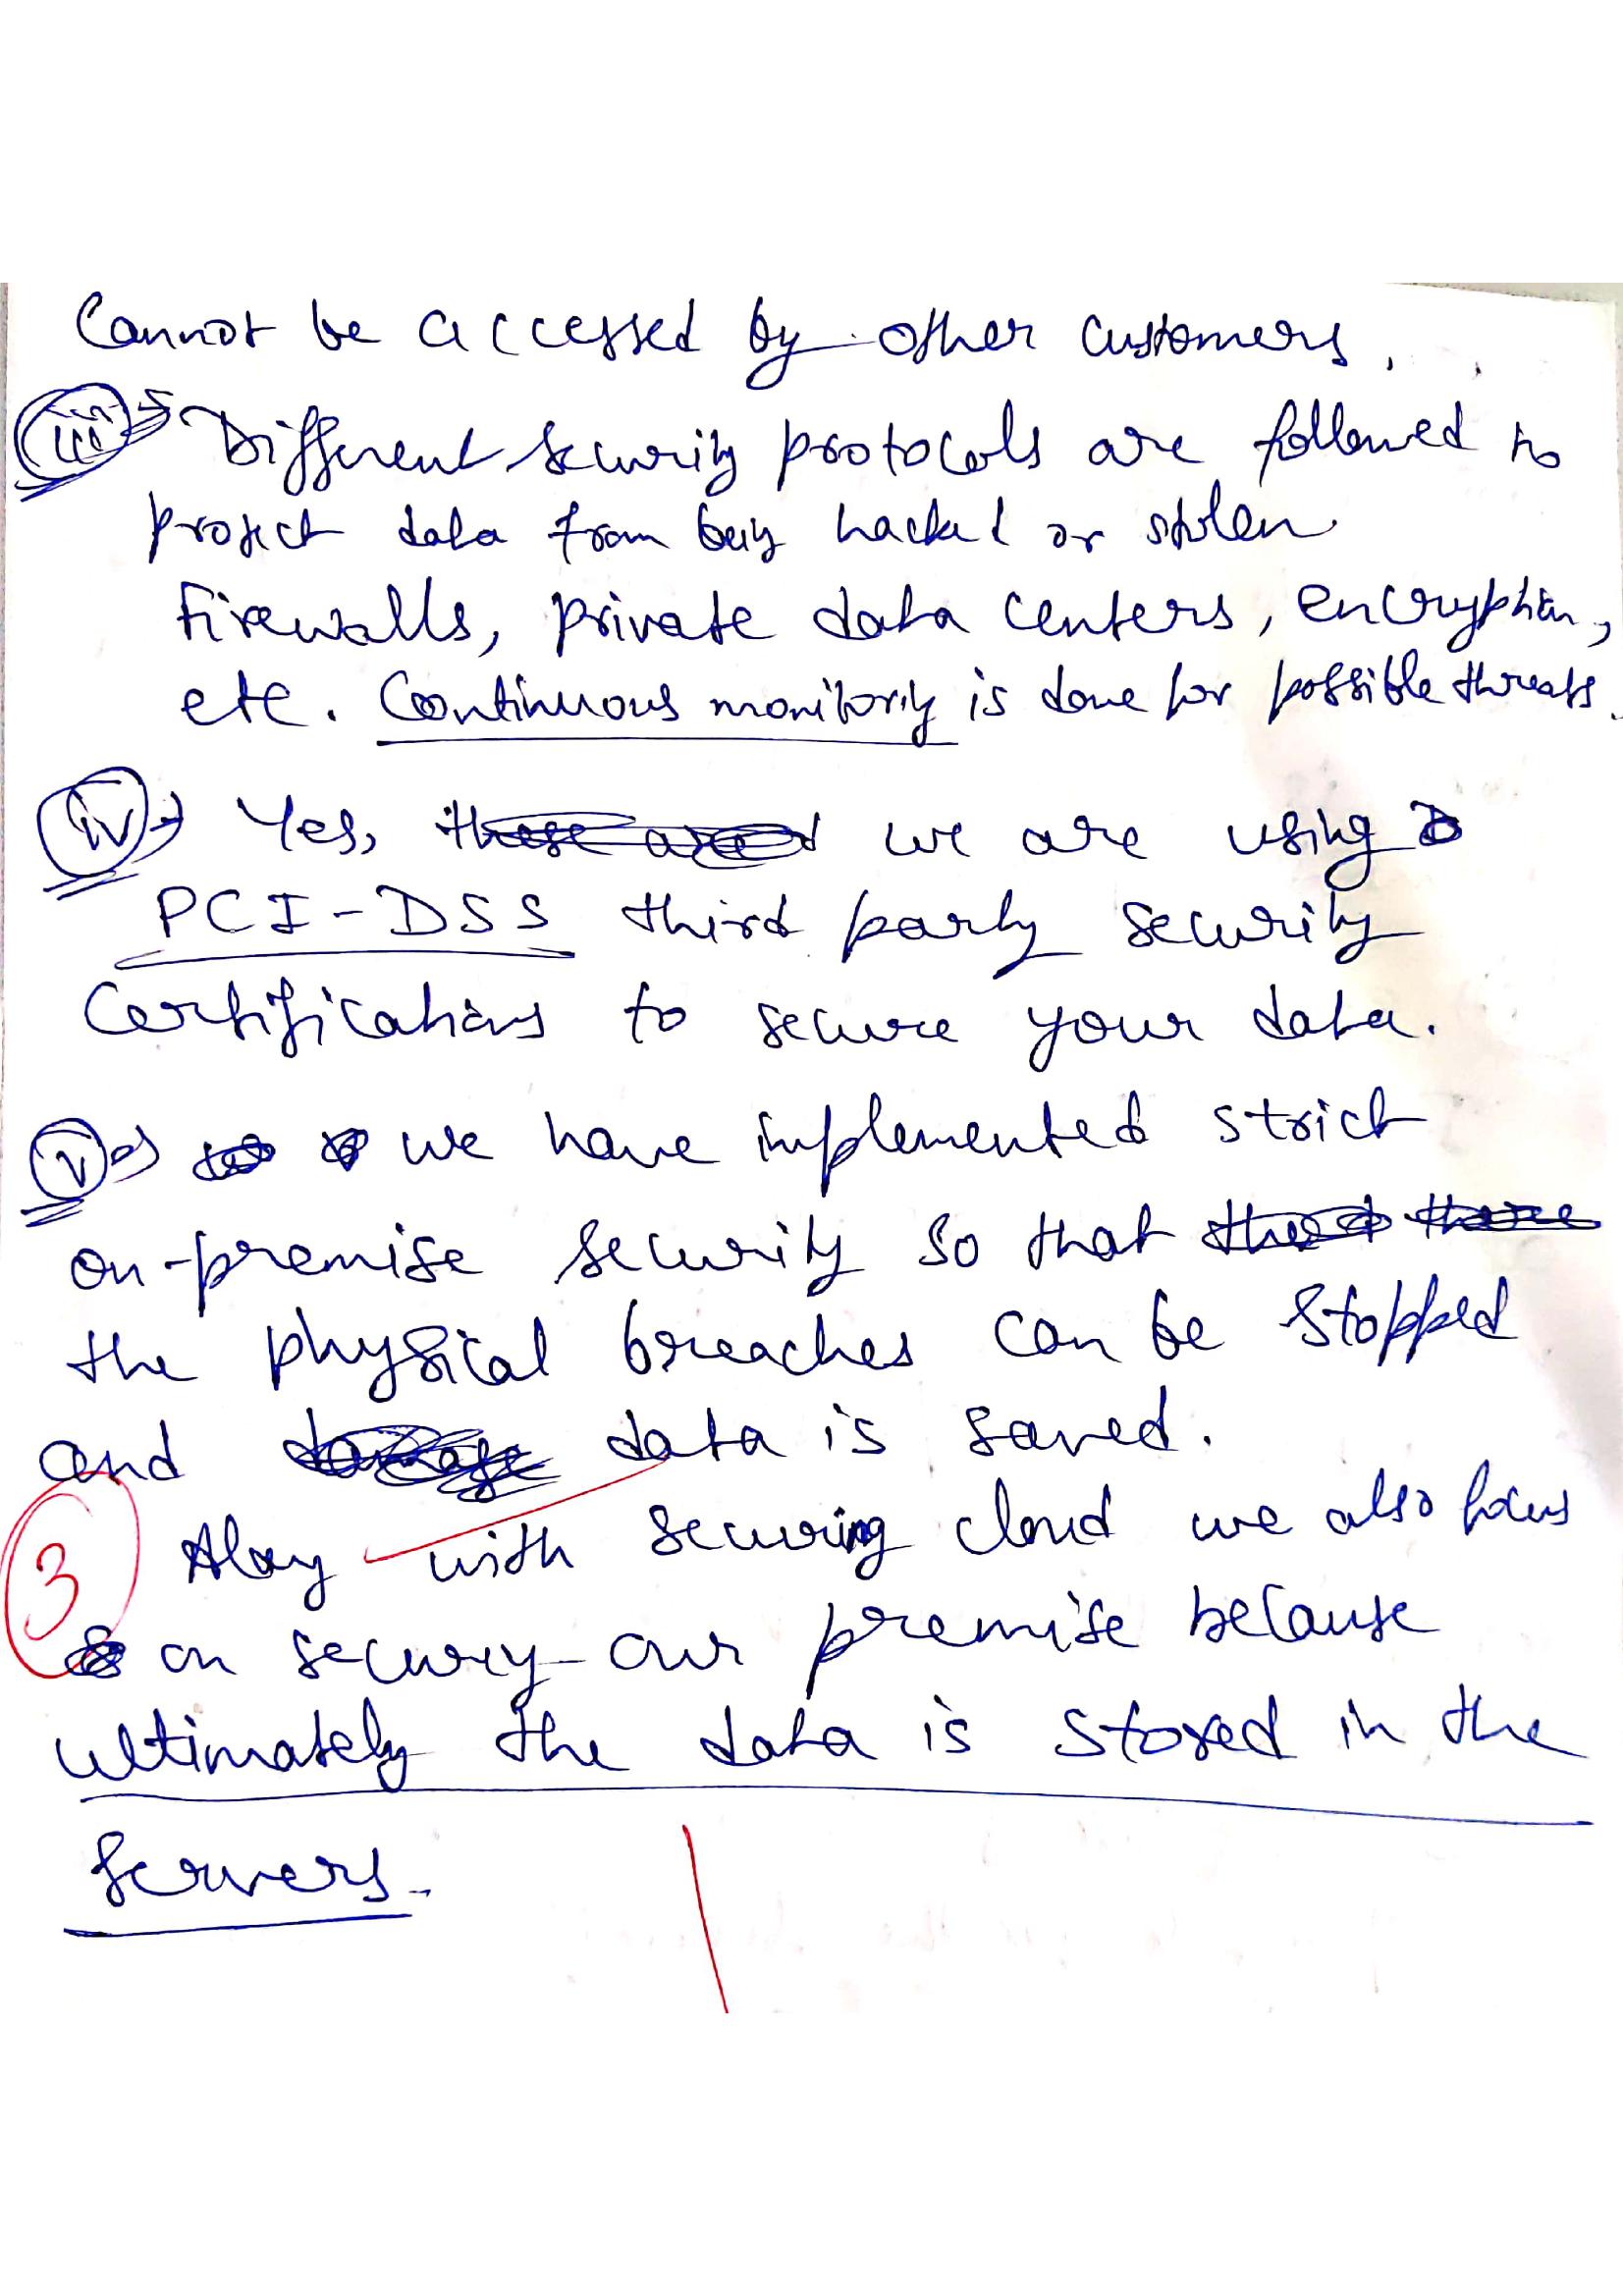 Cannot be accessed by other customers.
iii → Different security protocols are followed to
protect data from being hacked or stolen
firewalls, private data centers, encryption,
etc. Continuous monitoring is done for possible threats.
iv → Yes, we are using
PCI-DSS third party security
Certifications to secure your data.
v → we have implemented strict
on-premise security so that
the physical breaches can be stopped
and data is saved.
Along with securing cloud we also focus
3
on securing our premise because
ultimately the data is stored in the
servers.